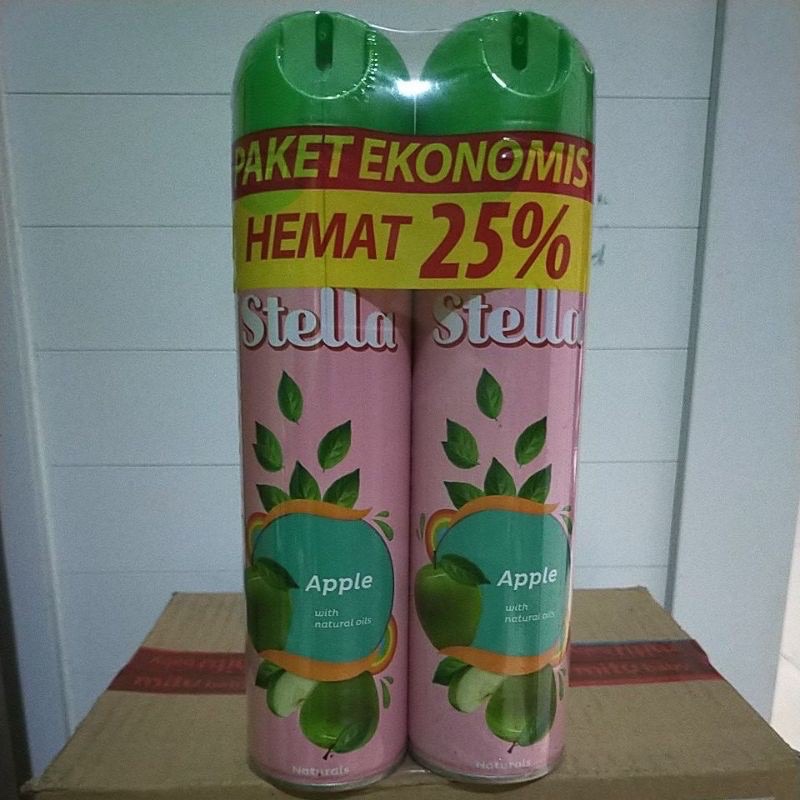 PAKET EKONOMIS
HEMAT 25%
Stella
Stella
Apple
with
natural oils
Apple
with
natural oils
Naturals
Naturals